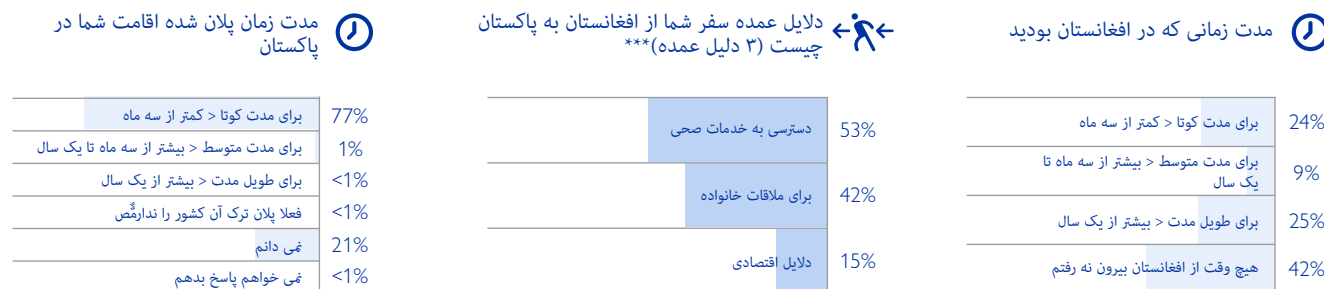 مدت زمانی که در افغانستان بودید
24%
برای مدت کوتا < کمتر از سه ماه
9%
برای مدت متوسط < بیشتر از سه ماه تا
یک سال
25%
برای طویل مدت < بیشتر از یک سال
42%
هیچ وقت از افغانستان بیرون نه رفتم
دلایل عمده سفر شما از افغانستان به پاکستان
چیست (۳ دلیل عمده)***
53%
دسترسی به خدمات صحی
42%
برای ملاقات خانواده
15%
دلایل اقتصادی
مدت زمان پلان شده اقامت شما در
پاکستان
77%
برای مدت کوتا < کمتر از سه ماه
1%
برای مدت متوسط < بیشتر از سه ماه تا یک سال
<1%
برای طویل مدت < بیشتر از یک سال
<1%
فعلا پلان ترک آن کشور را
21%
نمی دانم
<1%
نمی خواهم پاسخ بدهم